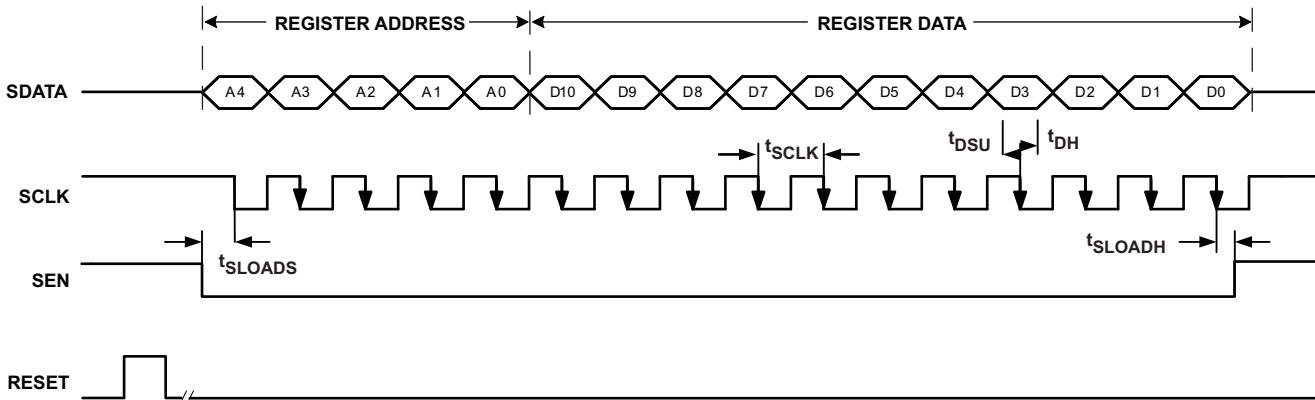 REGISTER ADDRESS REGISTER DATA
SDATA A4 A3 A2 A1 A0 D10 D9 D8 D7 D6 D5 D4 D3 D2 D1 D0
tSCLK tDSU tDH
SCLK
tSLOADS tSLOADH
SEN
RESET